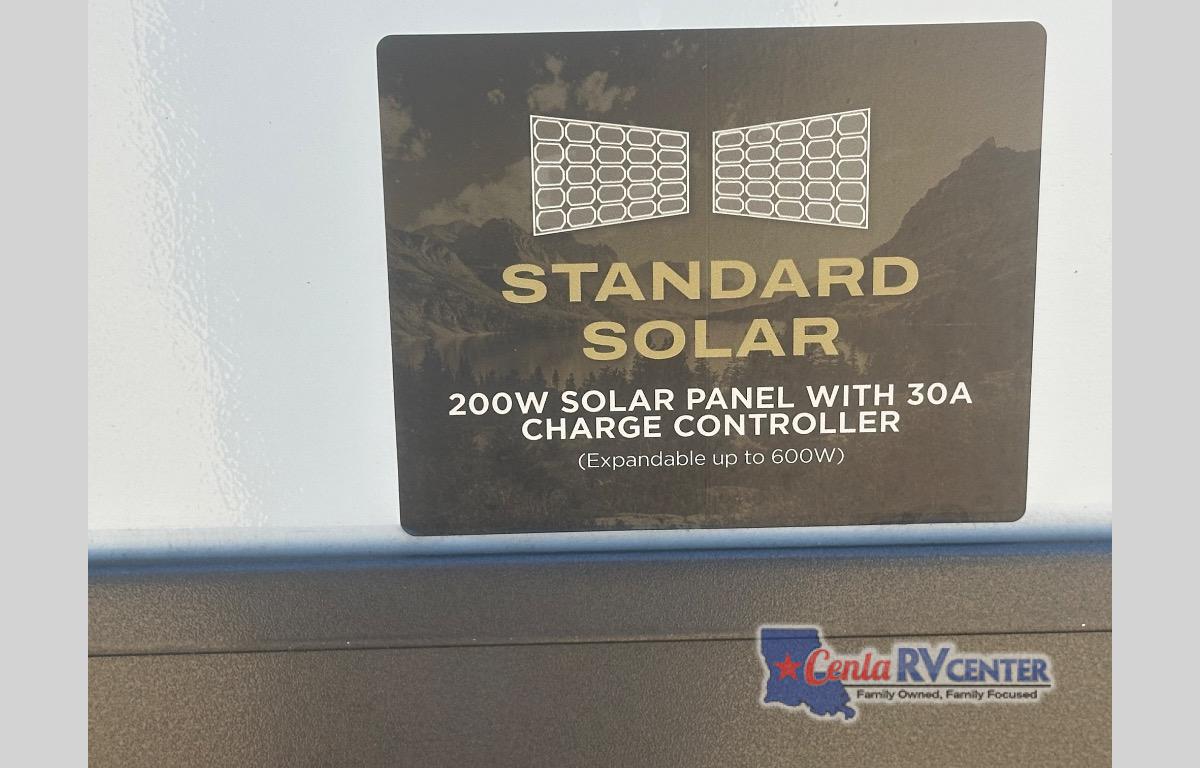 STANDARD
SOLAR
200W SOLAR PANEL WITH 30A
CHARGE CONTROLLER
(Expandable up to 600W)
Cenla RV CENTER
Family Owned, Family Focused